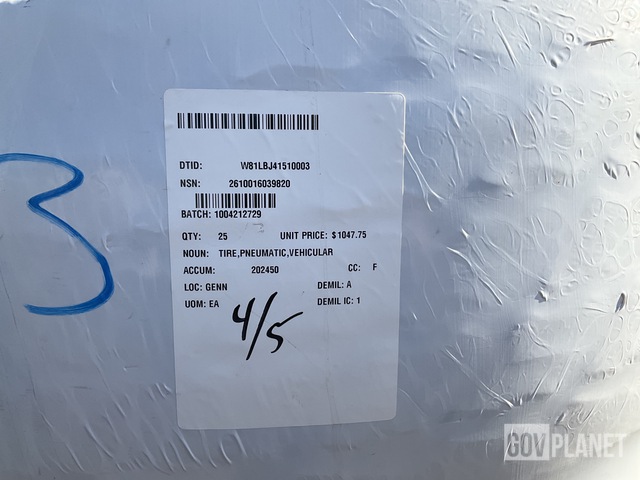 3
DTID: W81LBJ41510003
NSN: 2610016039820
BATCH: 1004212729
QTY: 25 UNIT PRICE: $1047.75
NOUN: TIRE,PNEUMATIC,VEHICULAR
ACCUM: 202450 CC: F
LOC: GENN DEMIL: A
UOM: EA DEMIL IC: 1
4/5
GOVPLANET